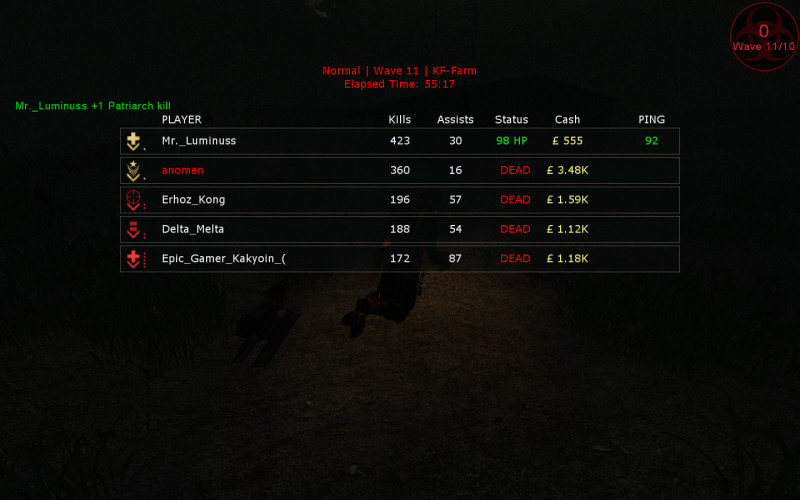 0
Wave 11/10
Normal | Wave 11 | KF-Farm
Elapsed Time: 55:17
Mr._Luminuss +1 Patriarch kill
PLAYER Kills Assists Status Cash PING
Mr._Luminuss 423 30 98 HP £ 555 92
anomen 360 16 DEAD £ 3.48K
Erhoz_Kong 196 57 DEAD £ 1.59K
Delta_Melta 188 54 DEAD £ 1.12K
Epic_Gamer_Kakyoin_( 172 87 DEAD £ 1.18K